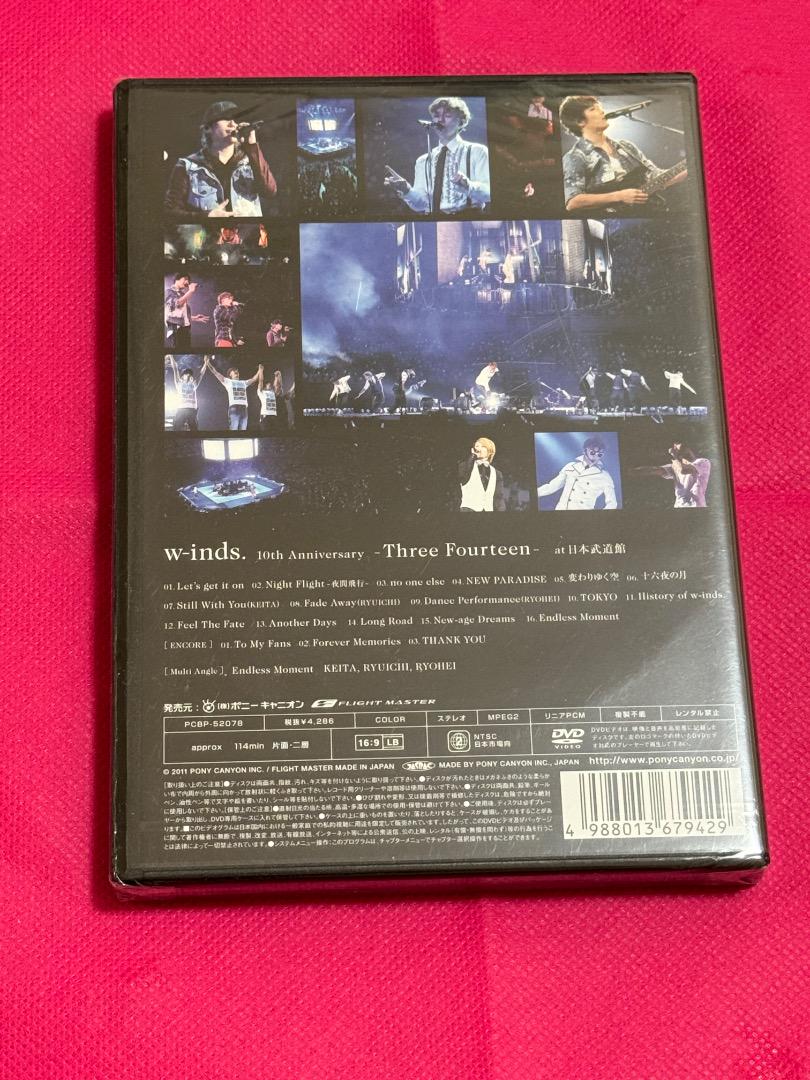 w-inds. 10th Anniversary -Three Fourteen- at 日本武道館
01. Let's get it on 02. Night Flight-夜間飛行- 03. no one else 04. NEW PARADISE 05. 変わりゆく空 06. 十六夜の月
07. Still With You(KEITA) 08. Fade Away(RYUICHI) 09. Dance Performance(RYOHEI) 10. TOKYO 11. History of w-inds.
12. Feel The Fate / 13. Another Days 14. Long Road 15. New-age Dreams 16. Endless Moment
[ENCORE] 01. To My Fans 02. Forever Memories 03. THANK YOU
[Multi Angle] Endless Moment KEITA, RYUICHI, RYOHEI
発売元: (株)ポニーキャニオン FLIGHT MASTER
PCBP-52078 税抜¥4,286 COLOR ステレオ MPEG2 リニアPCM 複製不能 レンタル禁止
approx 114min 片面・二層 16:9 LB 2 NTSC 日本市場向 DVD VIDEO
© 2011 PONY CANYON INC. / FLIGHT MASTER MADE IN JAPAN MADE BY PONY CANYON INC., JAPAN http://www.ponycanyon.co.jp
4 988013 679429